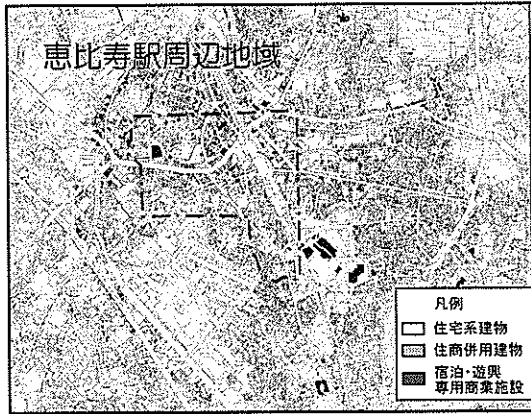 恵比寿駅周辺地域
凡例
住宅系建物
住商併用建物
宿泊・遊興
専用商業施設